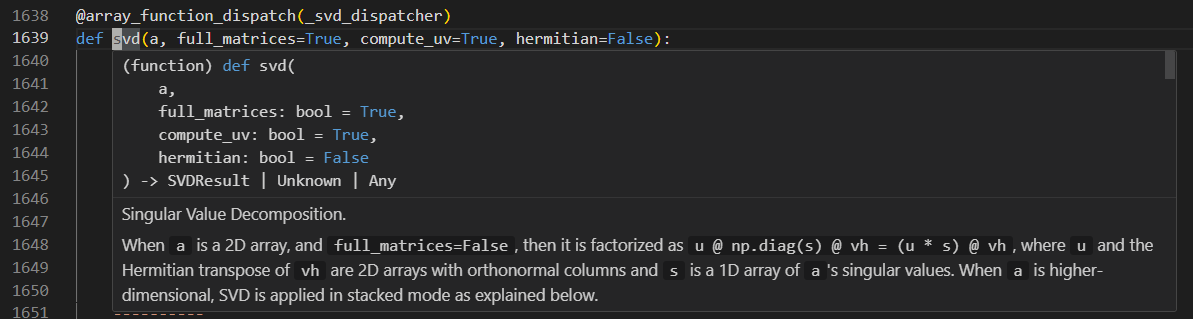 1638 @array_function_dispatch(_svd_dispatcher)
1639 def svd(a, full_matrices=True, compute_uv=True, hermitian=False):
1640 (function) def svd(
1641 a,
1642 full_matrices: bool = True,
1643 compute_uv: bool = True,
1644 hermitian: bool = False
1645 ) -> SVDResult | Unknown | Any
1646
1647 Singular Value Decomposition.
1648 When a is a 2D array, and full_matrices=False, then it is factorized as u @ np.diag(s) @ vh = (u * s) @ vh, where u and the
1649 Hermitian transpose of vh are 2D arrays with orthonormal columns and s is a 1D array of a 's singular values. When a is higher-
1650 dimensional, SVD is applied in stacked mode as explained below.
1651 ----------